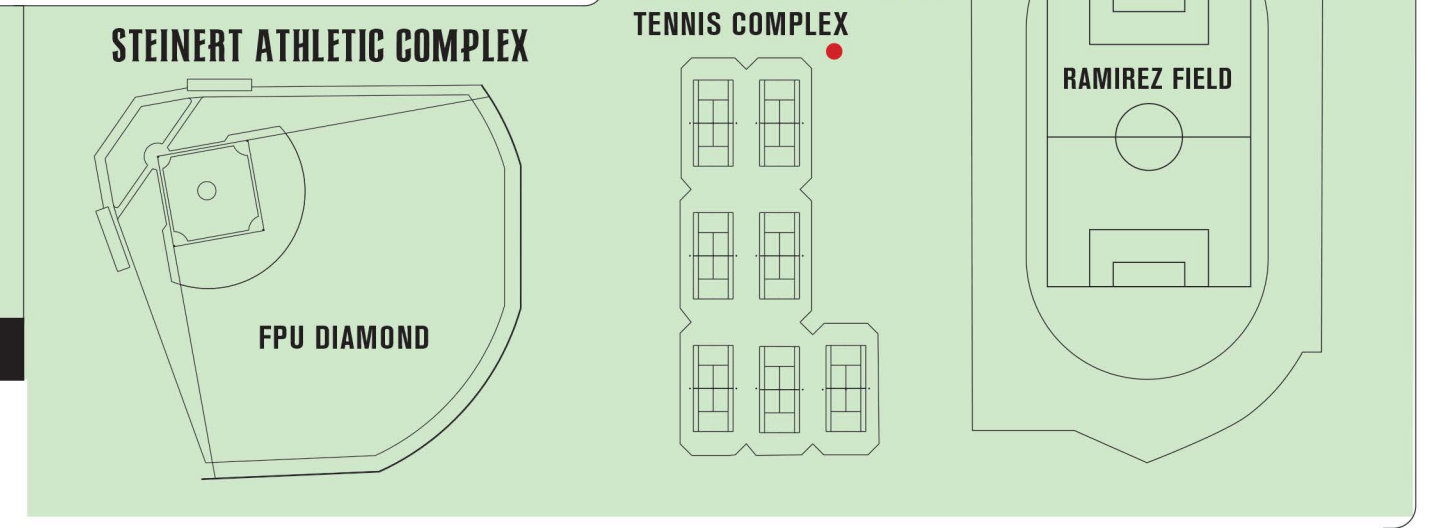 TENNIS COMPLEX
STEINERT ATHLETIC COMPLEX
RAMIREZ FIELD
FPU DIAMOND